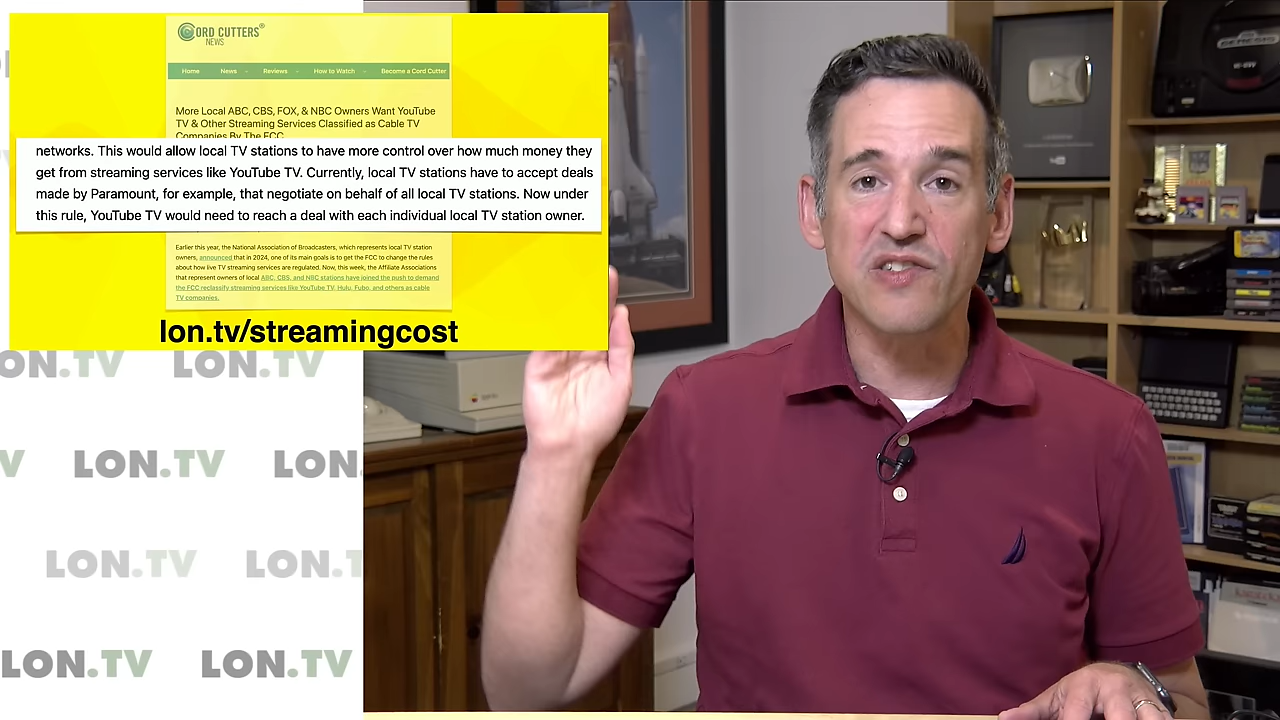 CORD CUTTERS®
NEWS
Home News Reviews How to Watch Become a Cord Cutter
More Local ABC, CBS, FOX, & NBC Owners Want YouTube
TV & Other Streaming Services Classified as Cable TV
Companies By The FCC
networks. This would allow local TV stations to have more control over how much money they
get from streaming services like YouTube TV. Currently, local TV stations have to accept deals
made by Paramount, for example, that negotiate on behalf of all local TV stations. Now under
this rule, YouTube TV would need to reach a deal with each individual local TV station owner.
Earlier this year, the National Association of Broadcasters, which represents local TV station
owners, announced that in 2024, one of its main goals is to get the FCC to change the rules
about how live TV streaming services are regulated. Now, this week, the Affiliate Associations
that represent owners of local ABC, CBS, and NBC stations have joined the push to demand
the FCC reclassify streaming services like YouTube TV, Hulu, Fubo, and others as cable
TV companies.
lon.tv/streamingcost
ON.TV LON.TV
V LON.TV LON.
LON.TV LON.T
LON.TV LON.TV
GENESIS
YouTube